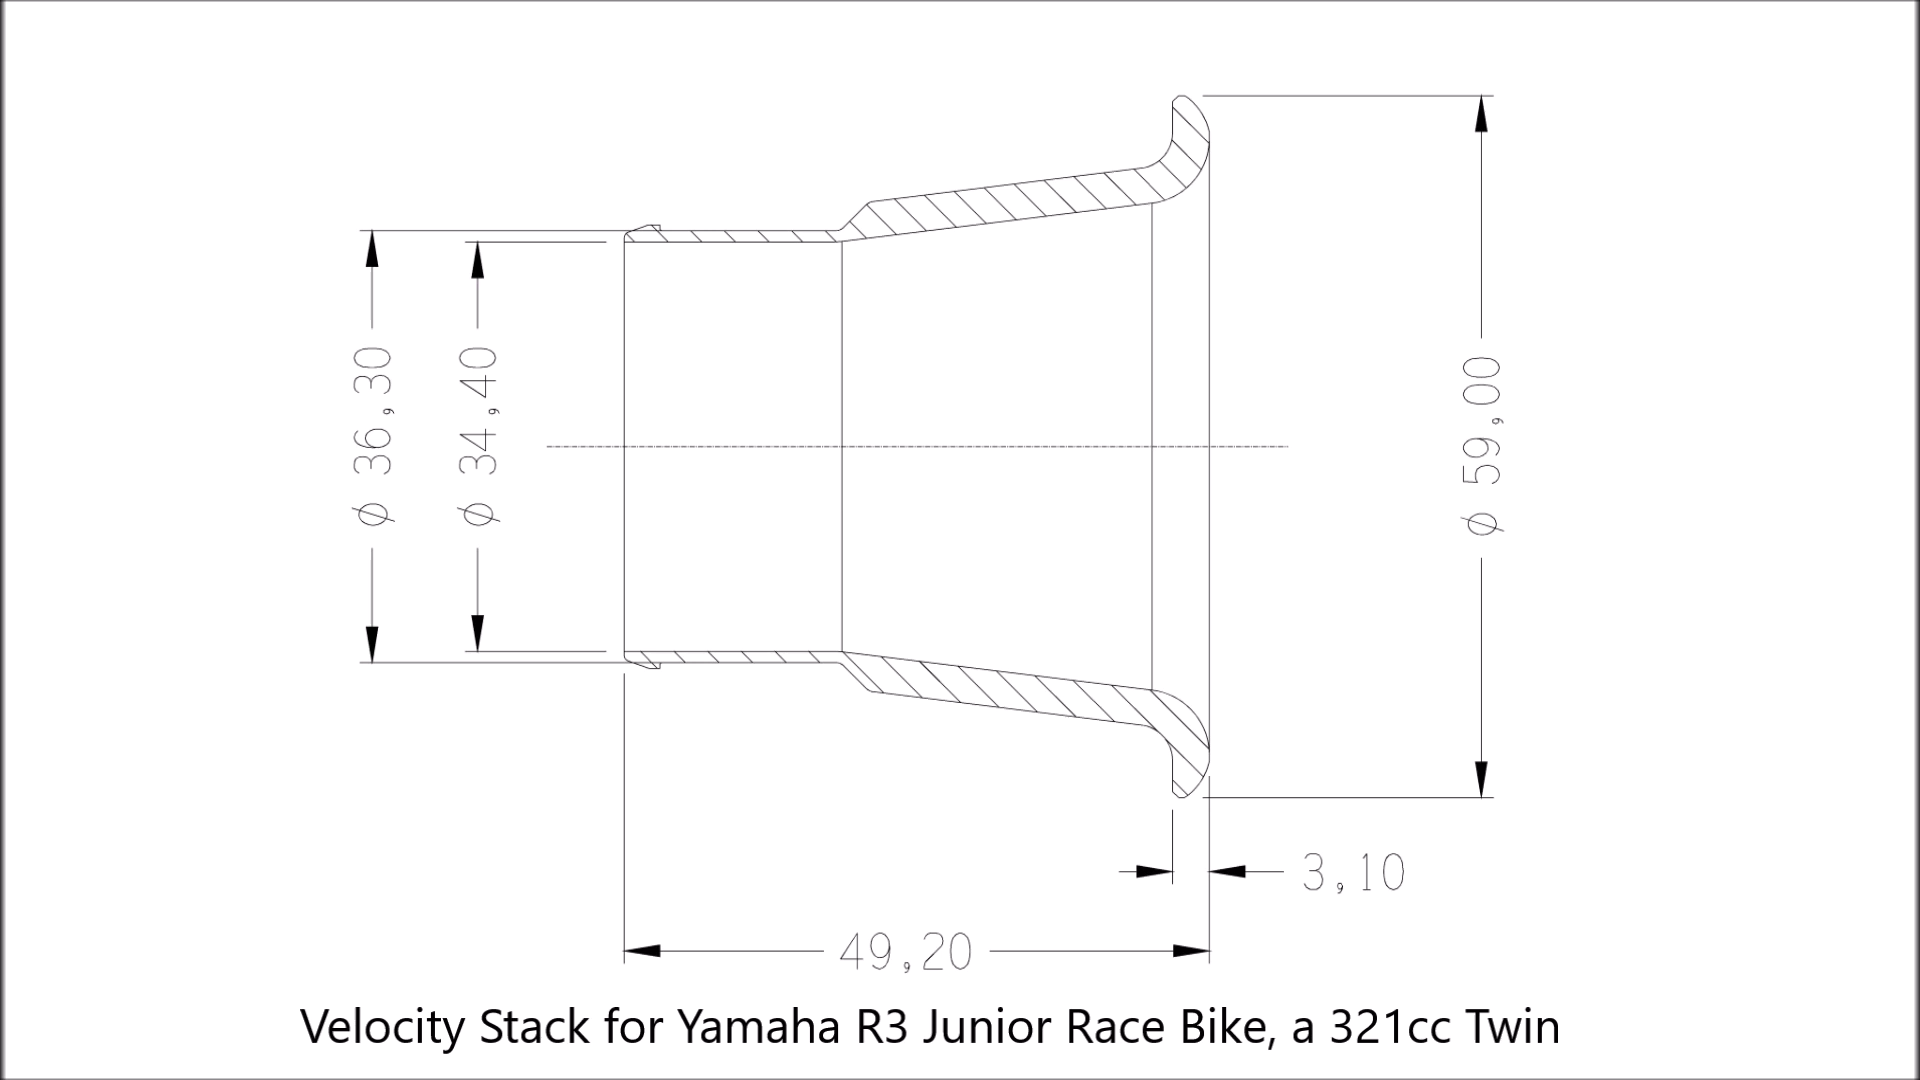 ø 36,30
ø 34,40
ø 59,00
3,10
49,20
Velocity Stack for Yamaha R3 Junior Race Bike, a 321cc Twin